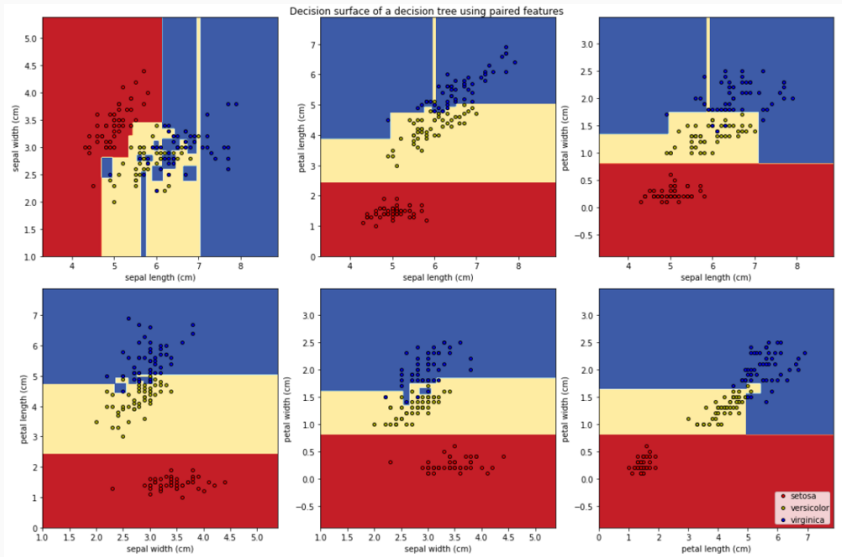 Decision surface of a decision tree using paired features
5.0
4.5
4.0
3.5
3.0
2.5
2.0
1.5
1.0
sepal width (cm)
4 5 6 7 8
sepal length (cm)
7
6
5
4
3
2
1
0
petal length (cm)
4 5 6 7 8
sepal length (cm)
3.0
2.5
2.0
1.5
1.0
0.5
0.0
−0.5
petal width (cm)
4 5 6 7 8
sepal length (cm)
7
6
5
4
3
2
1
0
petal length (cm)
1.0 1.5 2.0 2.5 3.0 3.5 4.0 4.5 5.0
sepal width (cm)
3.0
2.5
2.0
1.5
1.0
0.5
0.0
−0.5
petal width (cm)
1.0 1.5 2.0 2.5 3.0 3.5 4.0 4.5 5.0
sepal width (cm)
3.0
2.5
2.0
1.5
1.0
0.5
0.0
−0.5
petal width (cm)
0 1 2 3 4 5 6 7
petal length (cm)
setosa
versicolor
virginica